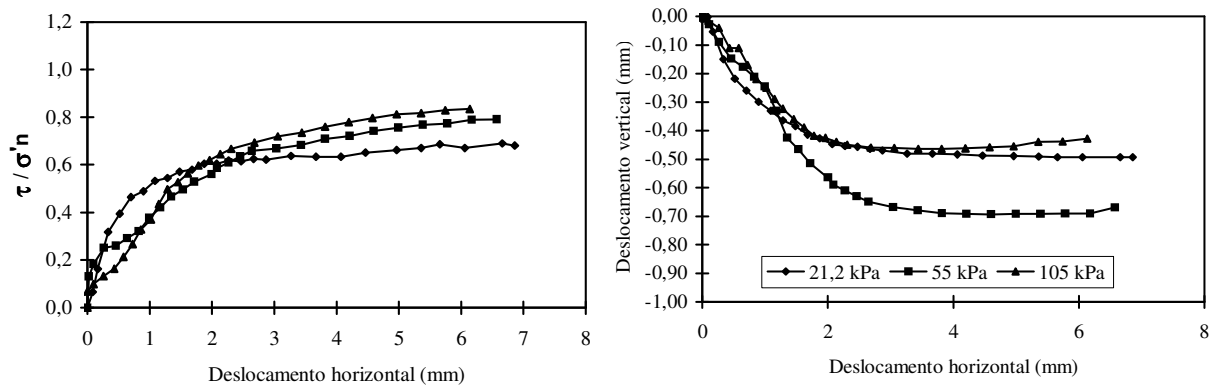 1,2
1,0
0,8
0,6
0,4
0,2
0,0
τ / σ'n
0 1 2 3 4 5 6 7 8
Deslocamento horizontal (mm)
0,00
-0,10
-0,20
-0,30
-0,40
-0,50
-0,60
-0,70
-0,80
-0,90
-1,00
Deslocamento vertical (mm)
21,2 kPa 55 kPa 105 kPa
0 2 4 6 8
Deslocamento horizontal (mm)